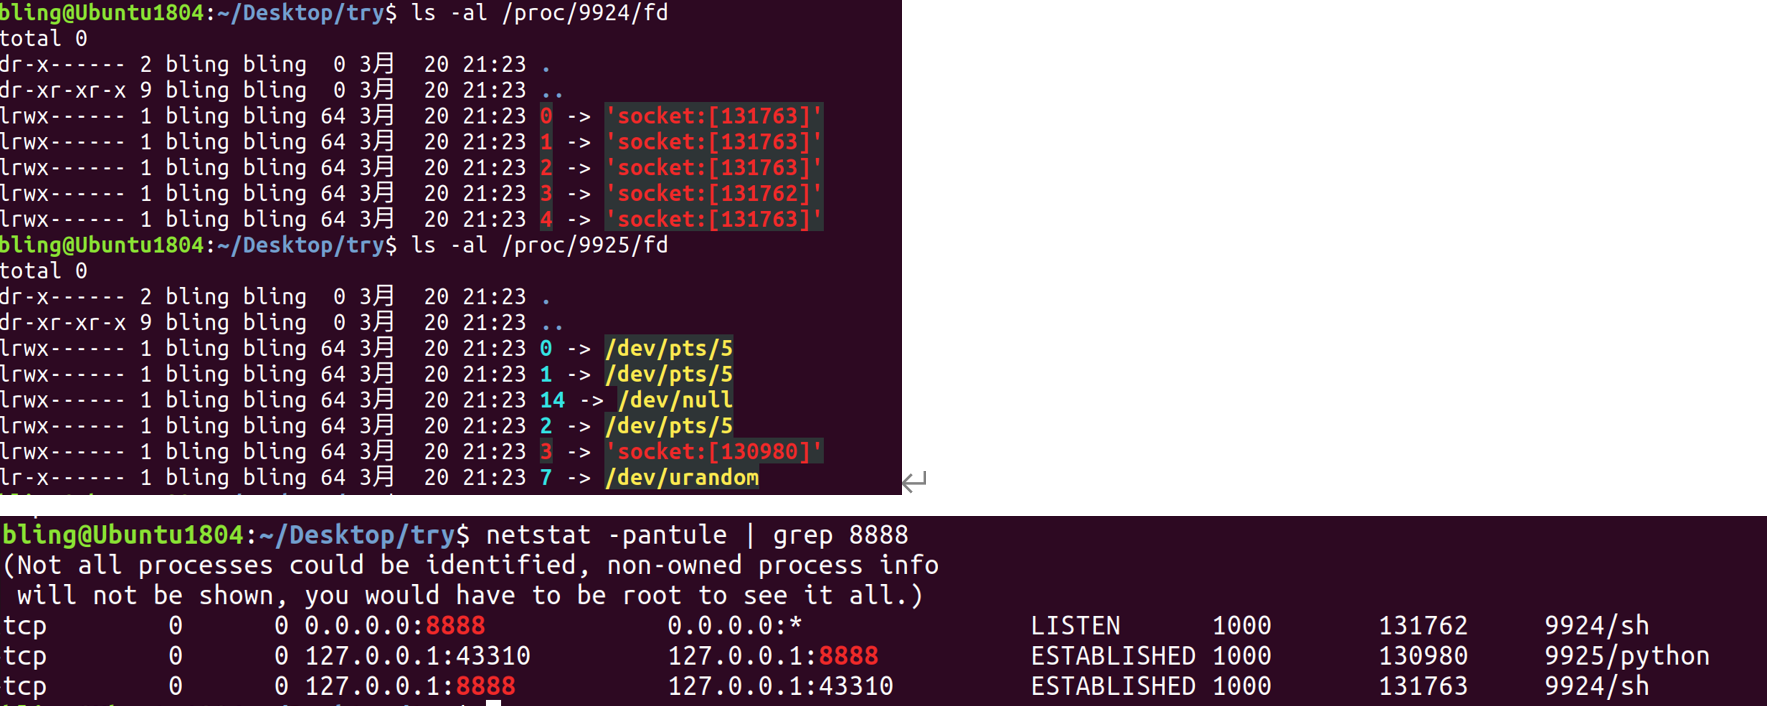 bling@Ubuntu1804:~/Desktop/try$ ls -al /proc/9924/fd
total 0
dr-x------ 2 bling bling  0 3月  20 21:23 .
dr-xr-xr-x 9 bling bling  0 3月  20 21:23 ..
lrwx------ 1 bling bling 64 3月  20 21:23 0 -> 'socket:[131763]'
lrwx------ 1 bling bling 64 3月  20 21:23 1 -> 'socket:[131763]'
lrwx------ 1 bling bling 64 3月  20 21:23 2 -> 'socket:[131763]'
lrwx------ 1 bling bling 64 3月  20 21:23 3 -> 'socket:[131762]'
lrwx------ 1 bling bling 64 3月  20 21:23 4 -> 'socket:[131763]'
bling@Ubuntu1804:~/Desktop/try$ ls -al /proc/9925/fd
total 0
dr-x------ 2 bling bling  0 3月  20 21:23 .
dr-xr-xr-x 9 bling bling  0 3月  20 21:23 ..
lrwx------ 1 bling bling 64 3月  20 21:23 0 -> /dev/pts/5
lrwx------ 1 bling bling 64 3月  20 21:23 1 -> /dev/pts/5
lrwx------ 1 bling bling 64 3月  20 21:23 14 -> /dev/null
lrwx------ 1 bling bling 64 3月  20 21:23 2 -> /dev/pts/5
lrwx------ 1 bling bling 64 3月  20 21:23 3 -> 'socket:[130980]'
lr-x------ 1 bling bling 64 3月  20 21:23 7 -> /dev/urandom
bling@Ubuntu1804:~/Desktop/try$ netstat -pantule | grep 8888
(Not all processes could be identified, non-owned process info
 will not be shown, you would have to be root to see it all.)
tcp        0      0 0.0.0.0:8888            0.0.0.0:*               LISTEN      1000       131762     9924/sh
tcp        0      0 127.0.0.1:43310         127.0.0.1:8888          ESTABLISHED 1000       130980     9925/python
tcp        0      0 127.0.0.1:8888          127.0.0.1:43310         ESTABLISHED 1000       131763     9924/sh